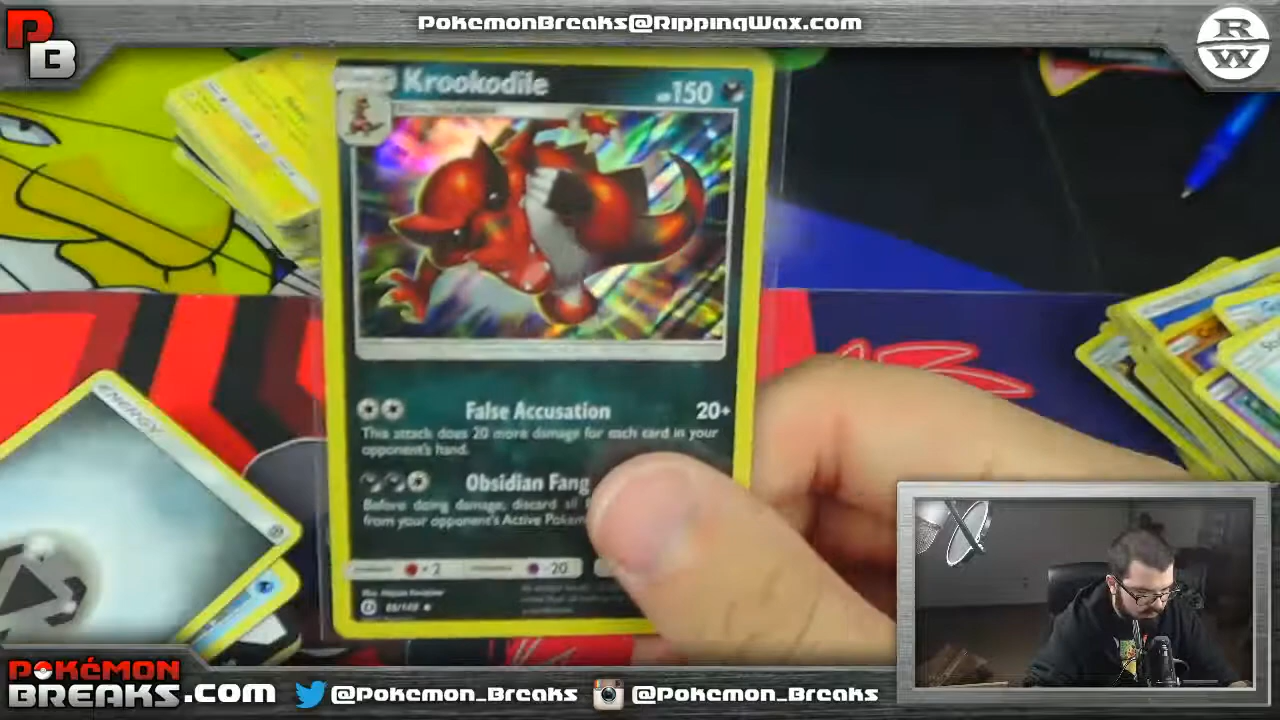 PokemonBreaks@RippingWax.com
PB
RW
Krookodile
150
False Accusation 20+
This attack does 20 more damage for each card in your
opponent's hand.
Obsidian Fang
Before doing damage, discard all
from your opponent's Active
×2
-20
ENERGY
POKéMON
BREAKS.com
@Pokemon_Breaks
@Pokemon_Breaks